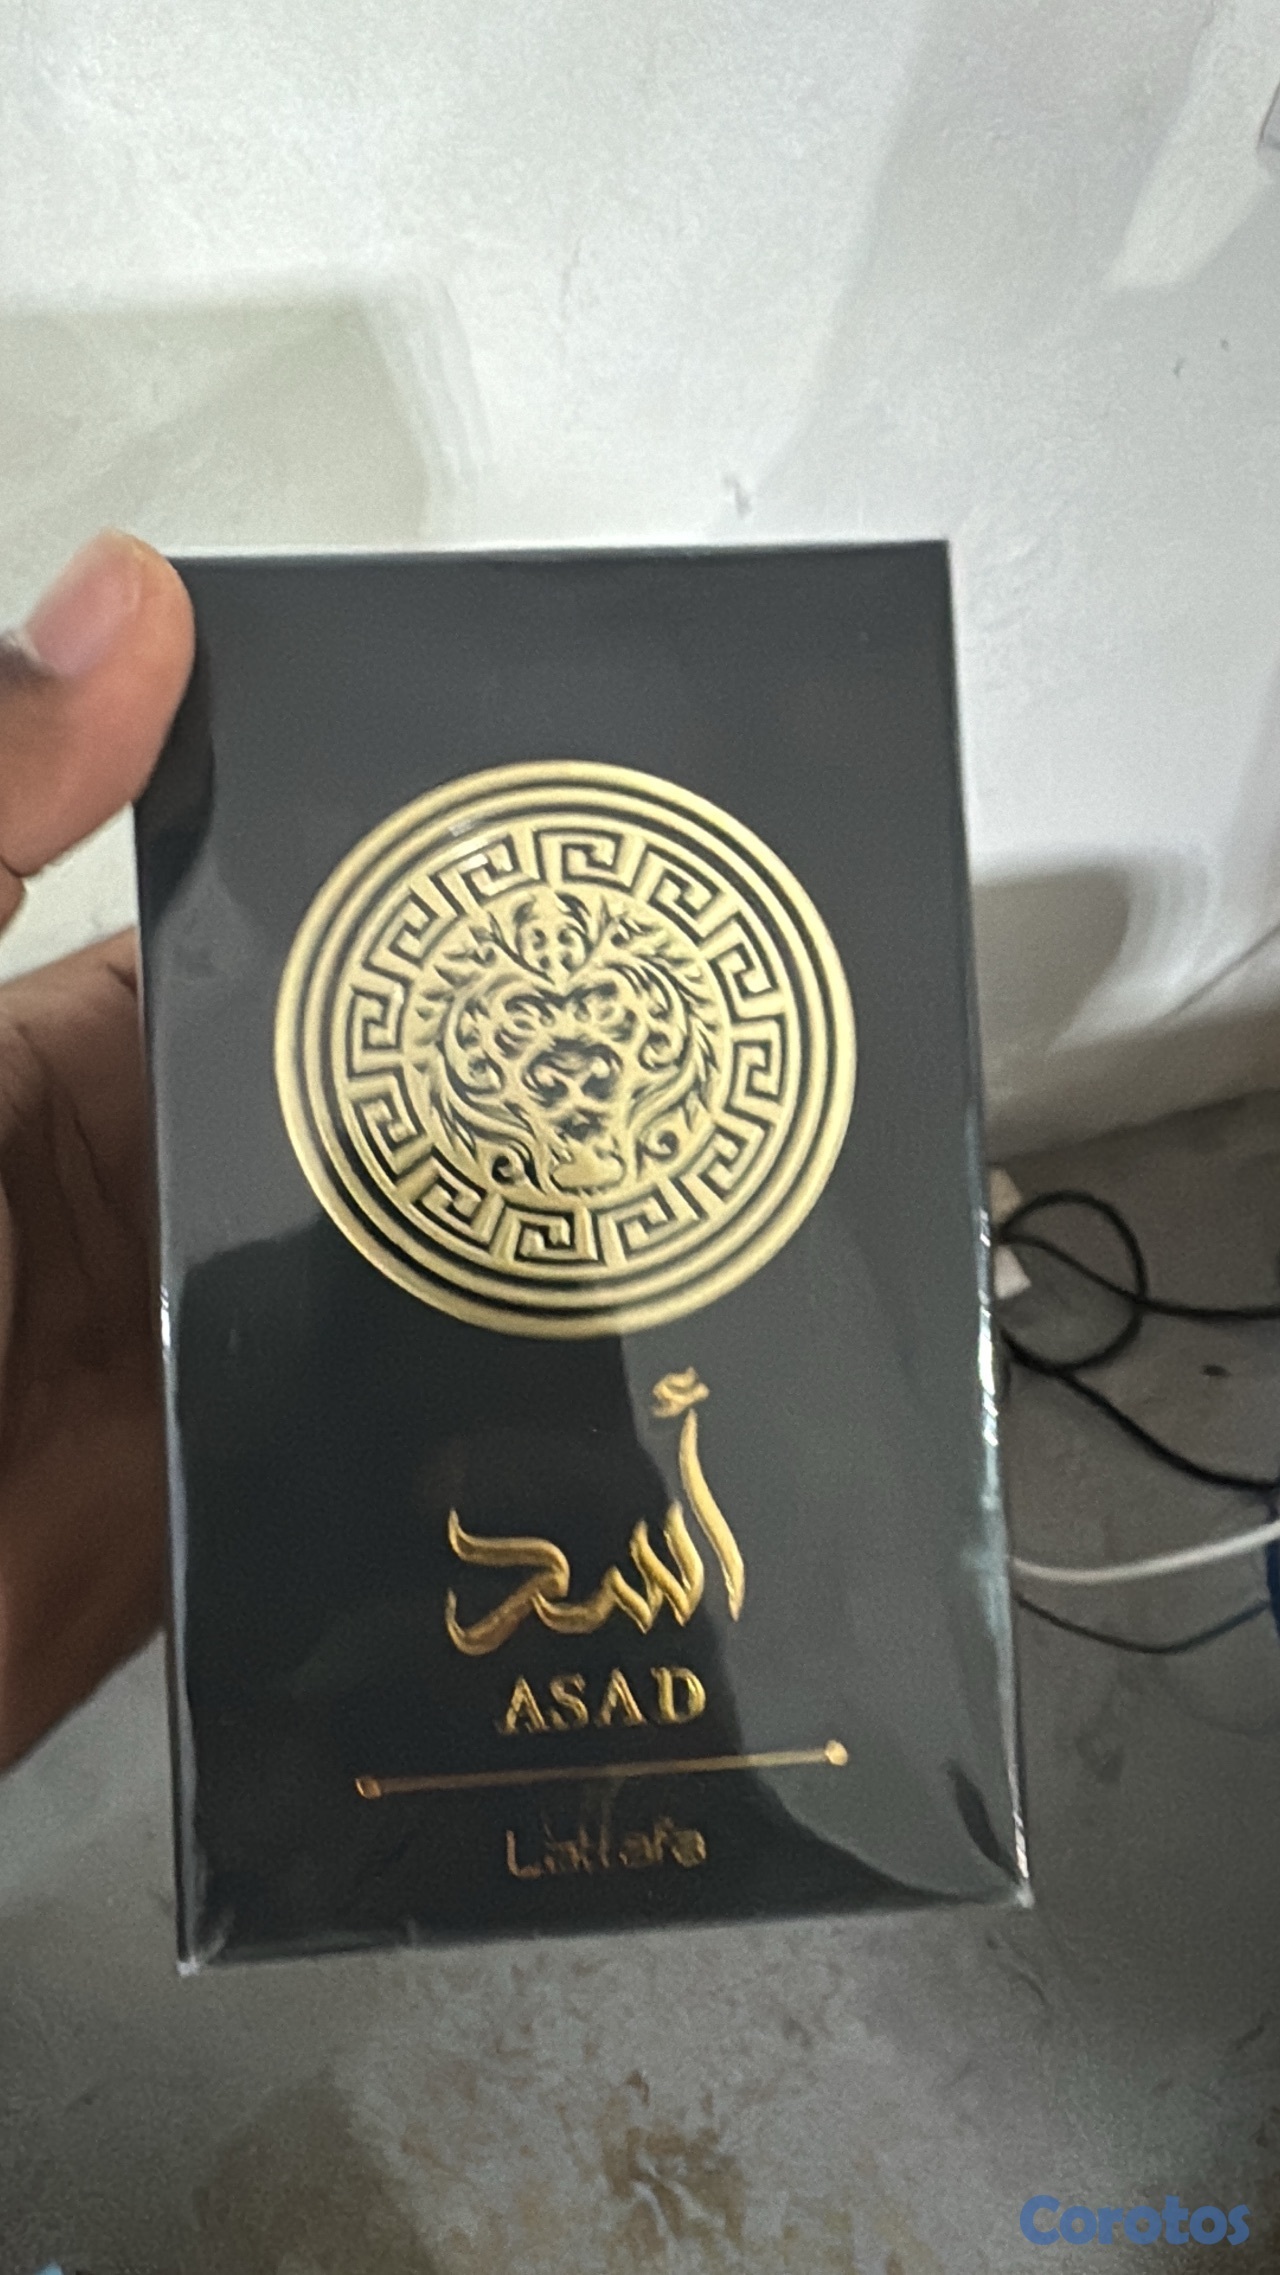 أسد
ASAD
Lattafa
Corotos